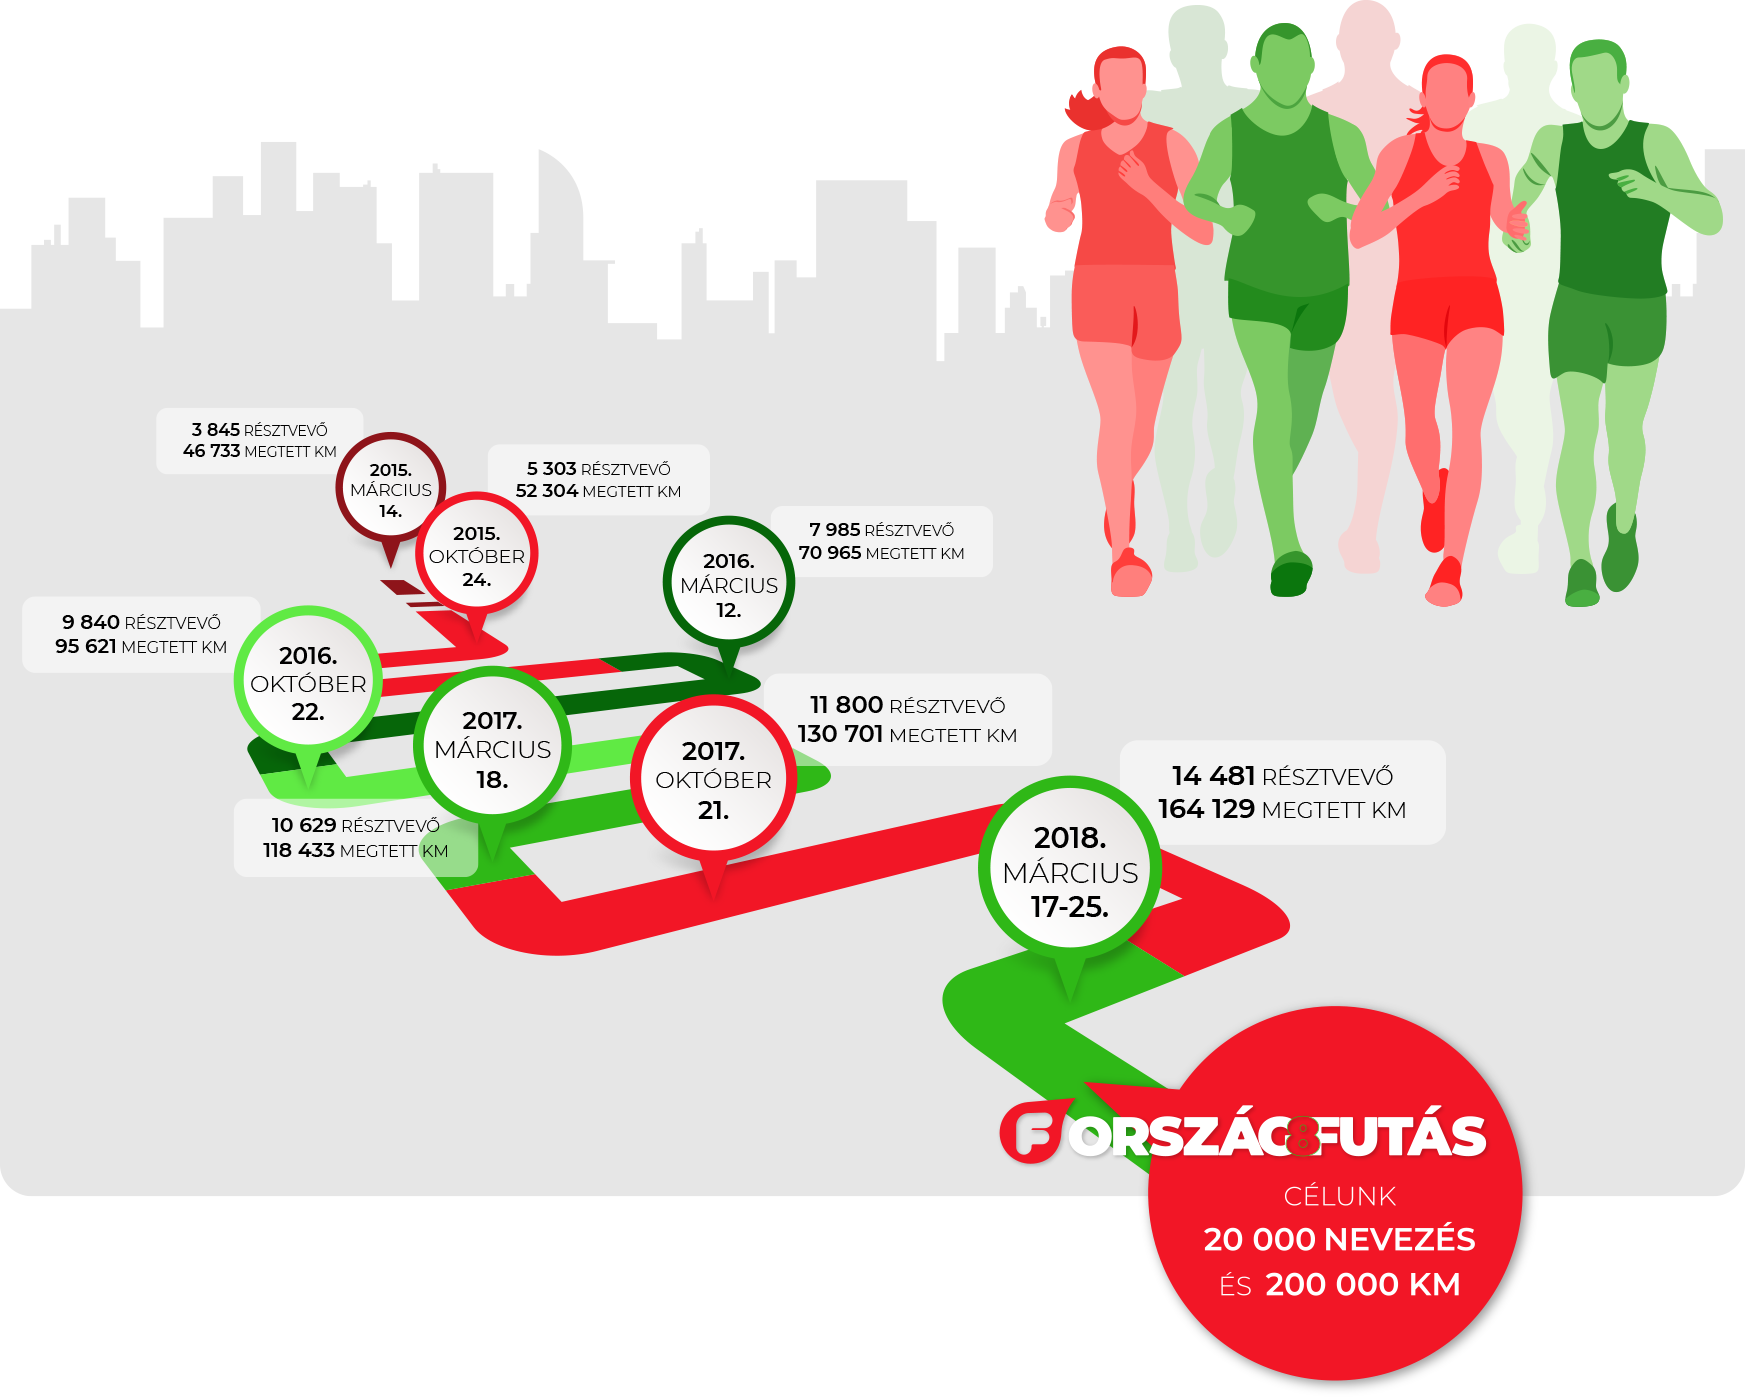 3 845 RÉSZTVEVŐ
46 733 MEGTETT KM
2015.
MÁRCIUS
14.
5 303 RÉSZTVEVŐ
52 304 MEGTETT KM
2015.
OKTÓBER
24.
7 985 RÉSZTVEVŐ
70 965 MEGTETT KM
2016.
MÁRCIUS
12.
9 840 RÉSZTVEVŐ
95 621 MEGTETT KM
2016.
OKTÓBER
22.
10 629 RÉSZTVEVŐ
118 433 MEGTETT KM
2017.
MÁRCIUS
18.
11 800 RÉSZTVEVŐ
130 701 MEGTETT KM
2017.
OKTÓBER
21.
14 481 RÉSZTVEVŐ
164 129 MEGTETT KM
2018.
MÁRCIUS
17-25.
F ORSZÁG8FUTÁS
CÉLUNK
20 000 NEVEZÉS
ÉS 200 000 KM